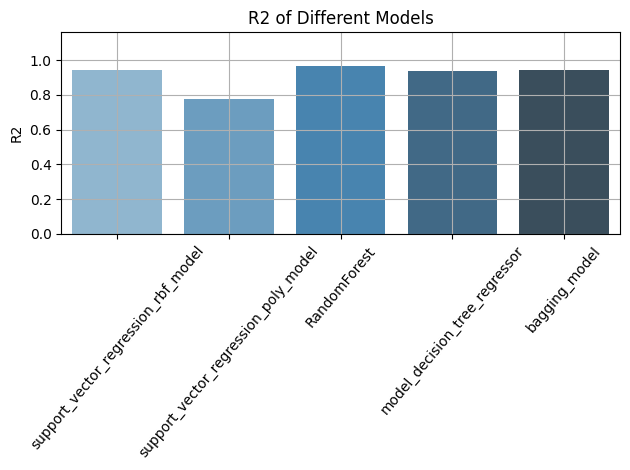 R2 of Different Models
R2
1.0
0.8
0.6
0.4
0.2
0.0
support_vector_regression_rbf_model
support_vector_regression_poly_model
RandomForest
model_decision_tree_regressor
bagging_model